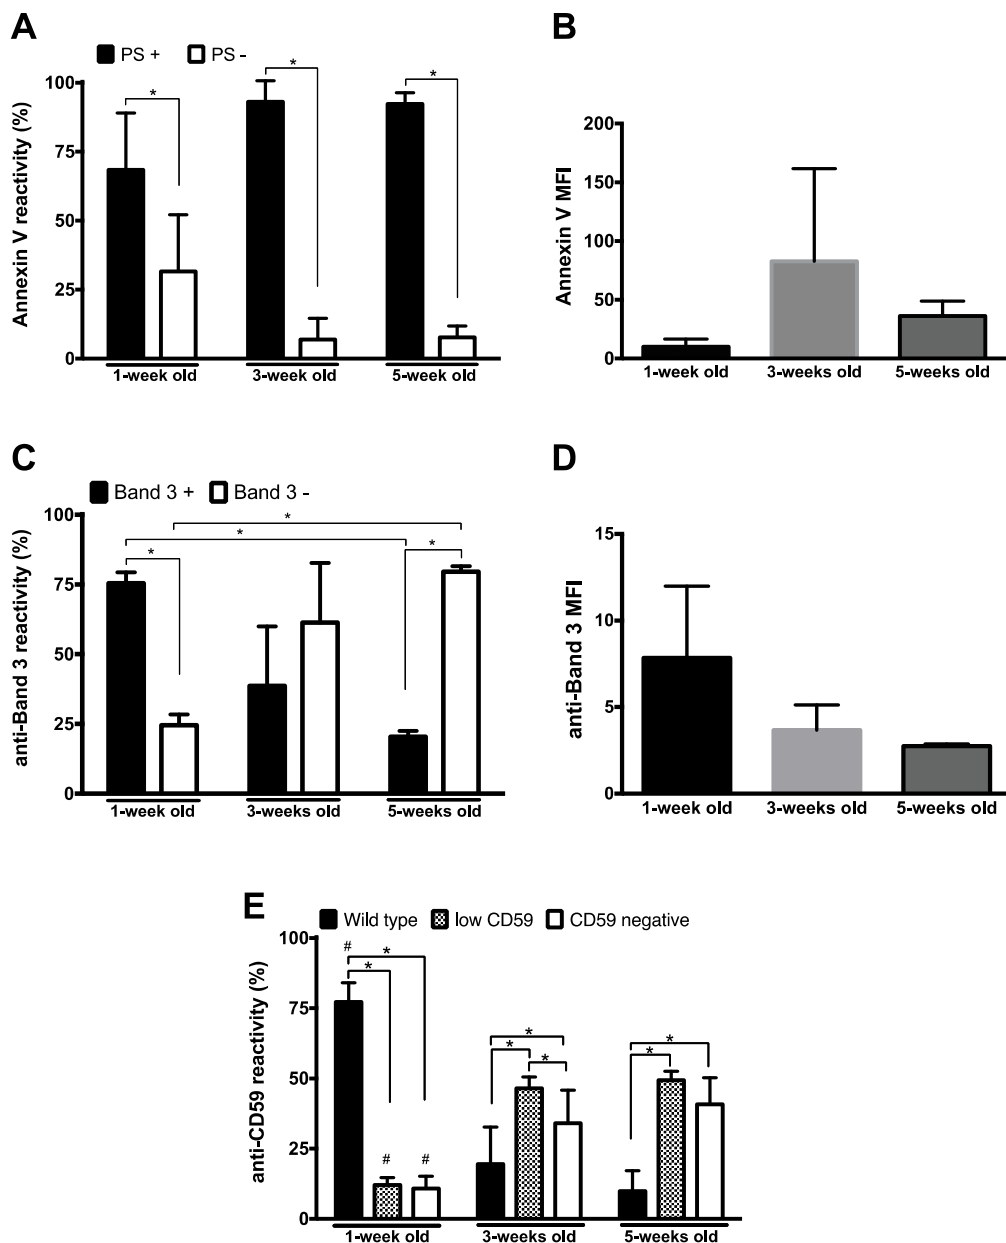 A
PS +
PS -
Annexin V reactivity (%)
100
75
50
25
0
*
*
*
1-week old
3-week old
5-week old
B
Annexin V MFI
200
150
100
50
0
1-week old
3-weeks old
5-weeks old
C
Band 3 +
Band 3 -
anti-Band 3 reactivity (%)
100
75
50
25
0
*
*
*
*
1-week old
3-weeks old
5-weeks old
D
anti-Band 3 MFI
15
10
5
0
1-week old
3-weeks old
5-weeks old
E
Wild type
low CD59
CD59 negative
anti-CD59 reactivity (%)
100
75
50
25
0
#
*
*
#
#
*
*
*
*
*
1-week old
3-weeks old
5-weeks old